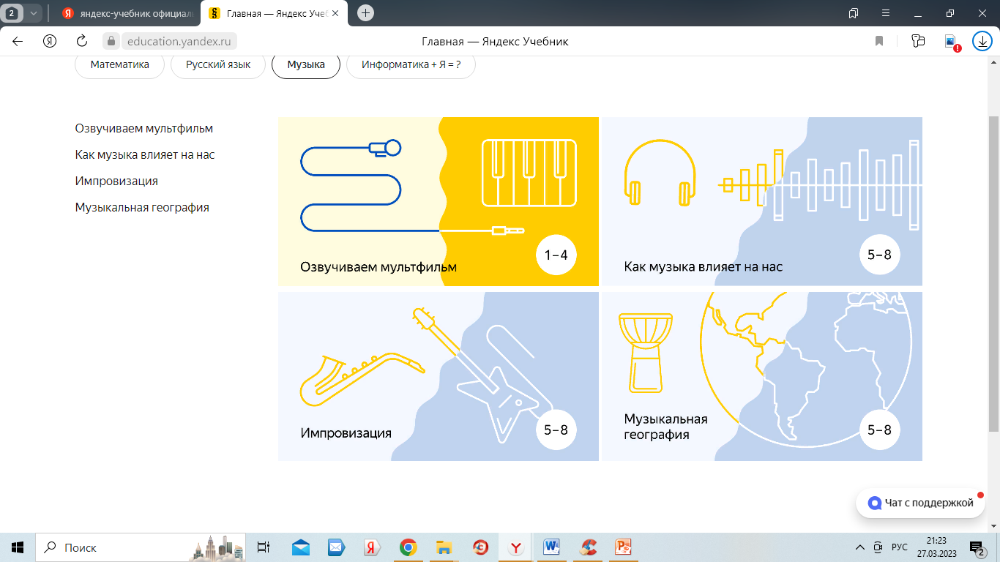 2
яндекс-учебник официаль
Главная — Яндекс Учеб
education.yandex.ru
Главная — Яндекс Учебник
Математика
Русский язык
Музыка
Информатика + Я = ?
Озвучиваем мультфильм
Как музыка влияет на нас
Импровизация
Музыкальная география
Озвучиваем мультфильм
1–4
Как музыка влияет на нас
5–8
Импровизация
5–8
Музыкальная
география
5–8
Чат с поддержкой
Поиск
РУС
21:23
27.03.2023
2